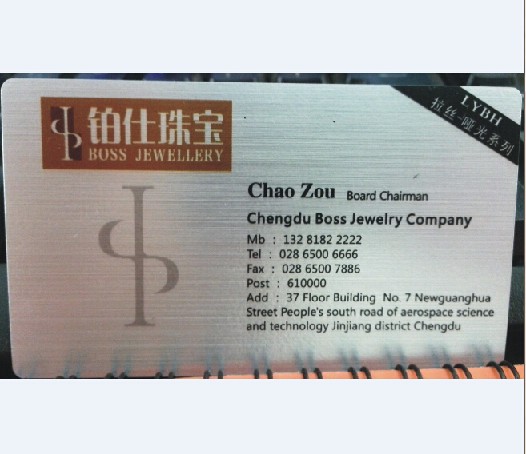 LYBH
拉丝-哑光系列
铂仕珠宝
BOSS JEWELLERY
Chao Zou Board Chairman
Chengdu Boss Jewelry Company
Mb : 132 8182 2222
Tel : 028 6500 6666
Fax : 028 6500 7886
Post : 610000
Add : 37 Floor Building No. 7 Newguanghua
Street People's south road of aerospace science
and technology Jinjiang district Chengdu